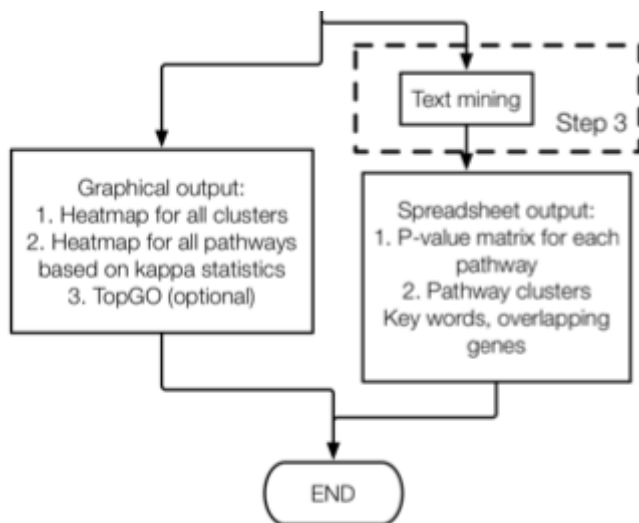 Text mining
Step 3
Graphical output:
1. Heatmap for all clusters
2. Heatmap for all pathways
based on kappa statistics
3. TopGO (optional)
Spreadsheet output:
1. P-value matrix for each
pathway
2. Pathway clusters
Key words, overlapping
genes
END